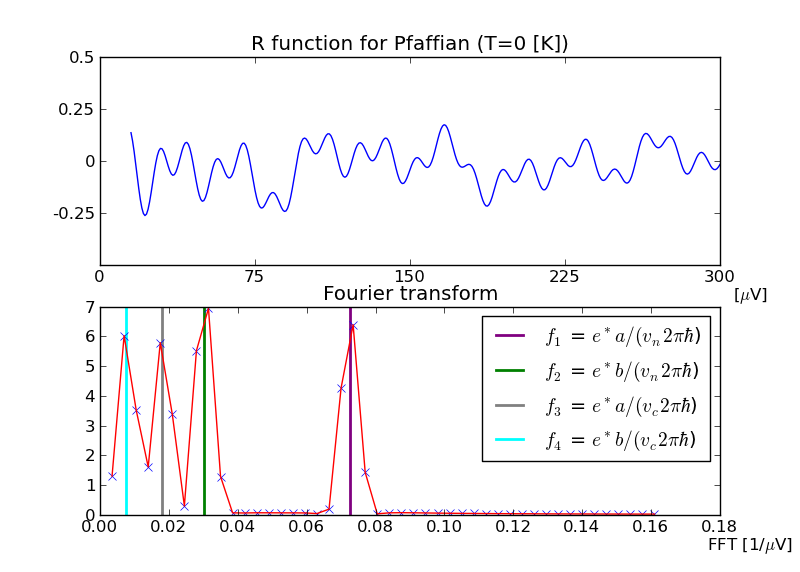 R function for Pfaffian (T=0 [K])
0.5
0.25
0
-0.25
0 75 150 225 300
[μV]
Fourier transform
7
6
5
4
3
2
1
0
f₁ = e* a/(vₙ2πħ)
f₂ = e* b/(vₙ2πħ)
f₃ = e* a/(v_c2πħ)
f₄ = e* b/(v_c2πħ)
0.00 0.02 0.04 0.06 0.08 0.10 0.12 0.14 0.16 0.18
FFT [1/μV]